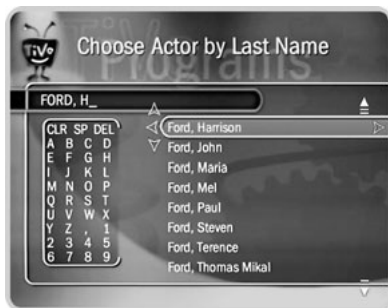 TiVo
Choose Actor by Last Name
Programs
FORD, H_
CLR SP DEL
A B C D
E F G H
I J K L
M N O P
Q R S T
U V W X
Y Z , 1
2 3 4 5
6 7 8 9
Ford, Harrison
Ford, John
Ford, Maria
Ford, Mel
Ford, Paul
Ford, Steven
Ford, Terence
Ford, Thomas Mikal